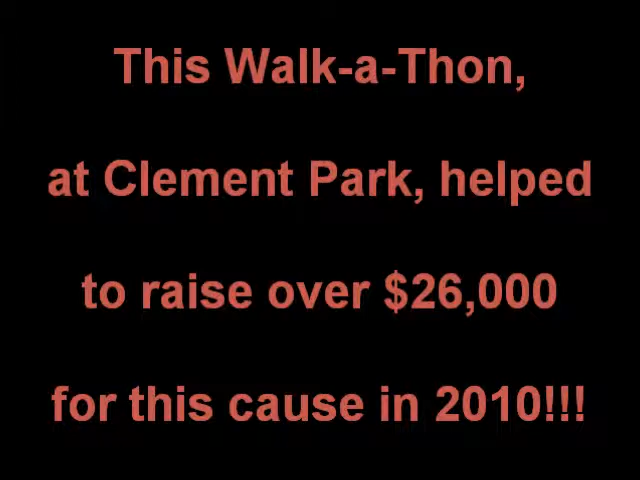 This Walk-a-Thon,
at Clement Park, helped
to raise over $26,000
for this cause in 2010!!!